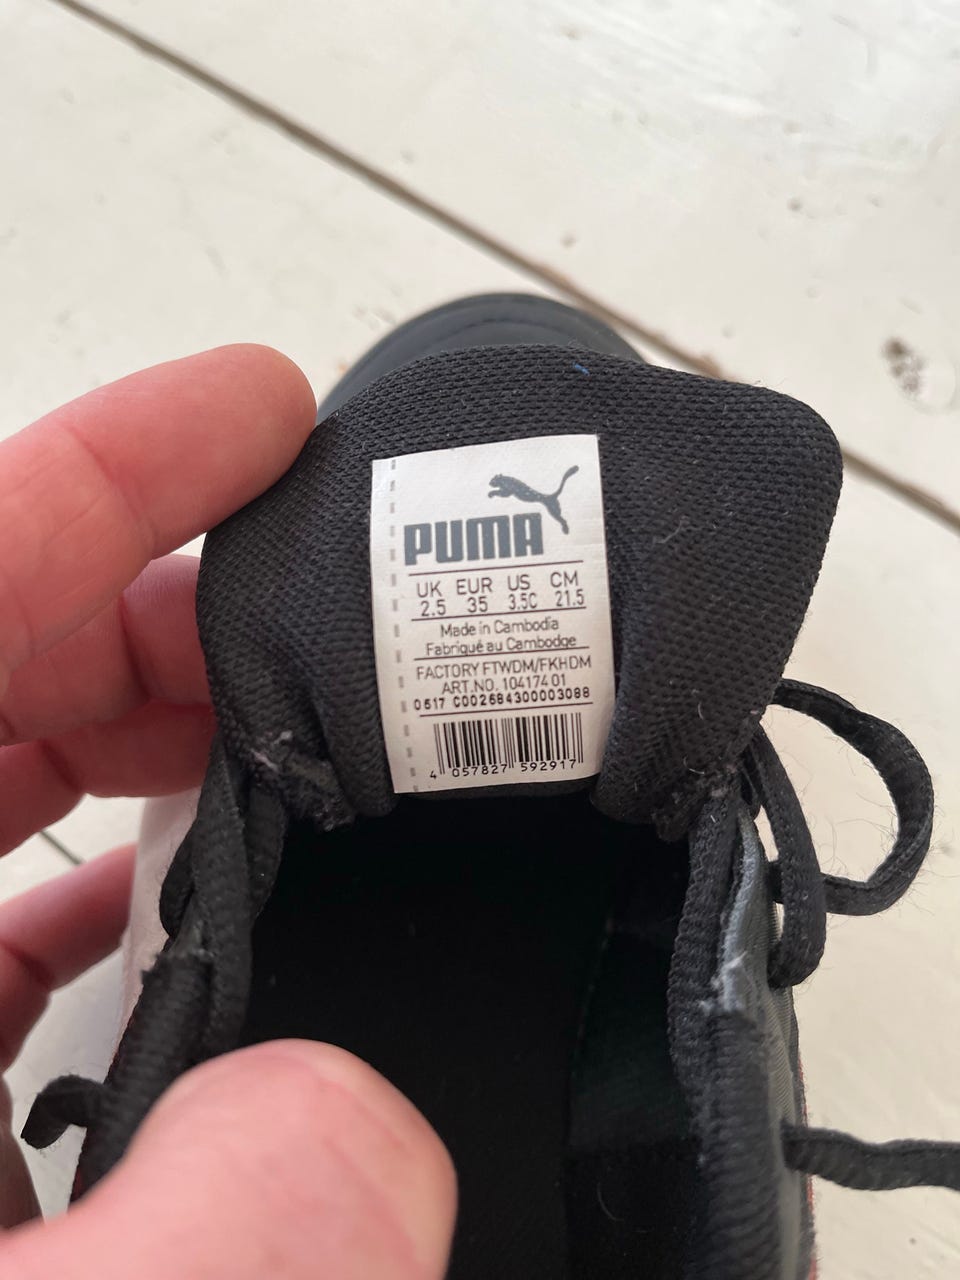 PUMA
UK EUR US CM
2.5 35 3.5C 21.5
Made in Cambodia
Fabriqué au Cambodge
FACTORY FTWDM/FKHDM
ART.NO. 104174 01
0617 C002684300003088
4 057827 592917